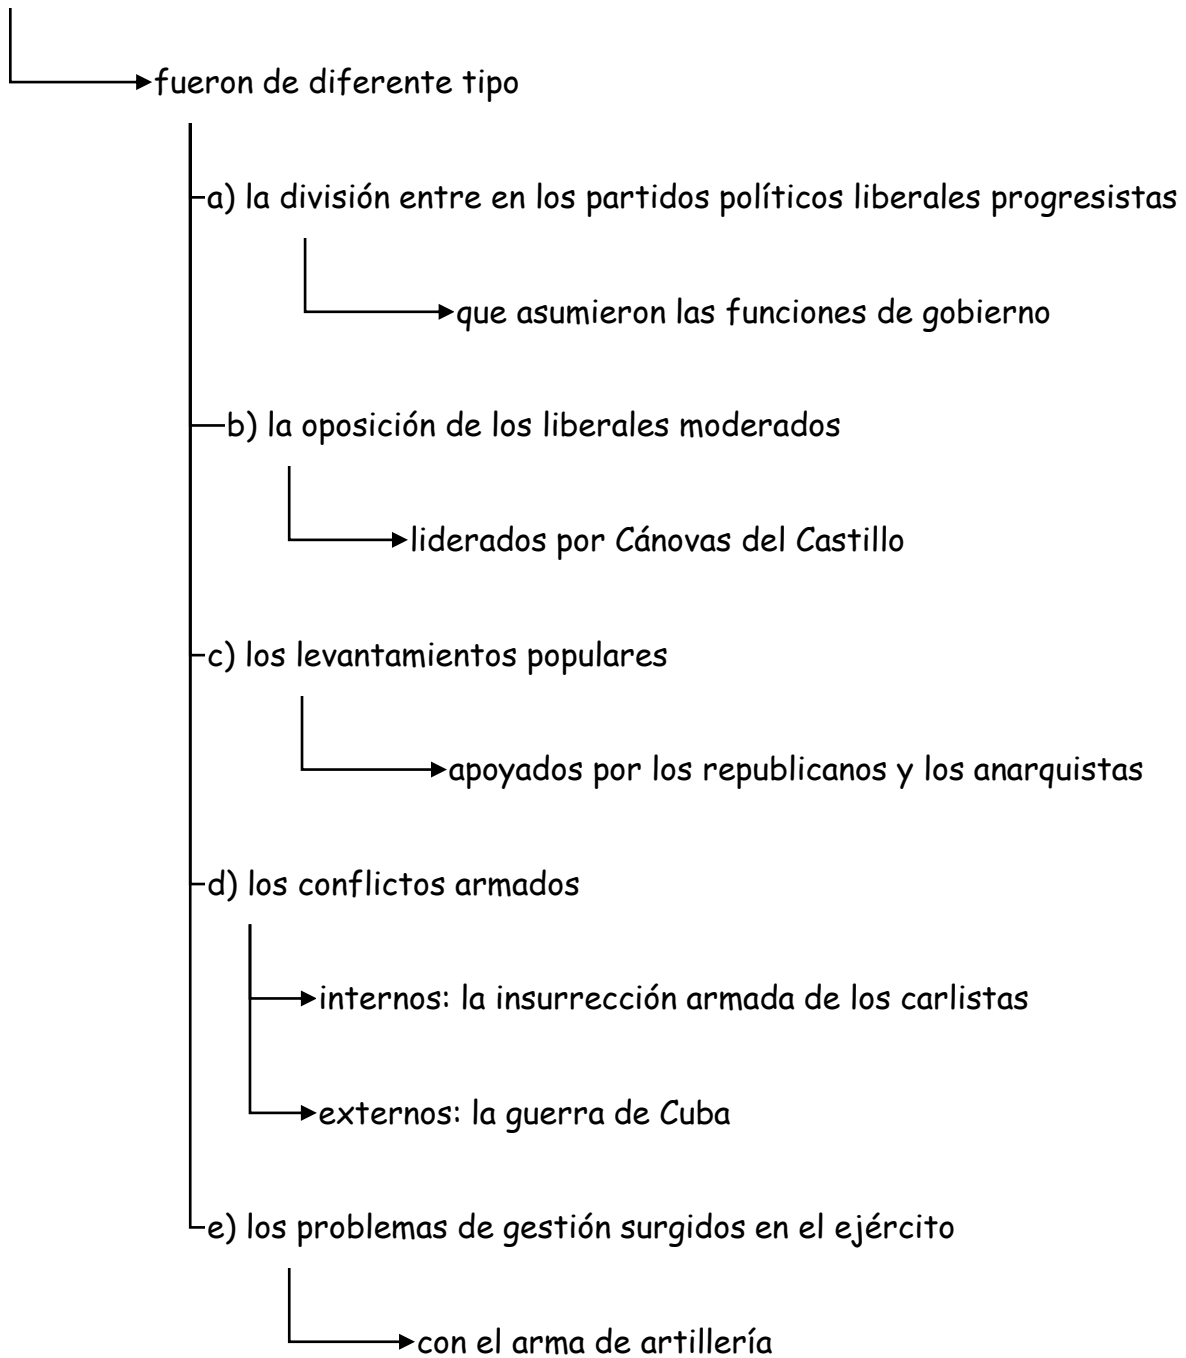 fueron de diferente tipo
a) la división entre en los partidos políticos liberales progresistas
que asumieron las funciones de gobierno
b) la oposición de los liberales moderados
liderados por Cánovas del Castillo
c) los levantamientos populares
apoyados por los republicanos y los anarquistas
d) los conflictos armados
internos: la insurrección armada de los carlistas
externos: la guerra de Cuba
e) los problemas de gestión surgidos en el ejército
con el arma de artillería